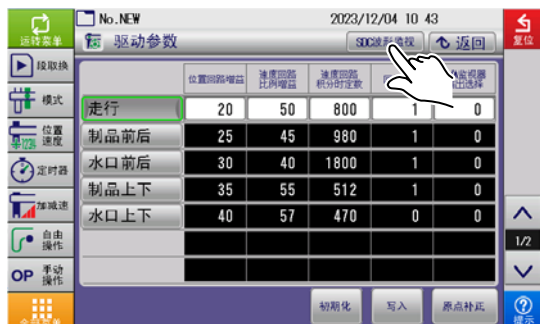 No.NEW
2023/12/04 10 43
运转菜单
驱动参数
SDC波形监视
返回
复位
段取换
模式
位置
速度
定时器
加减速
自由
操作
OP 手动
操作
位置回路增益
速度回路
比例增益
速度回路
积分时定数
走行 20 50 800 1 0
制品前后 25 45 980 1 0
水口前后 30 40 1800 1 0
制品上下 35 55 512 1 0
水口上下 40 57 470 0 0
1/2
初期化
写入
原点补正
提示